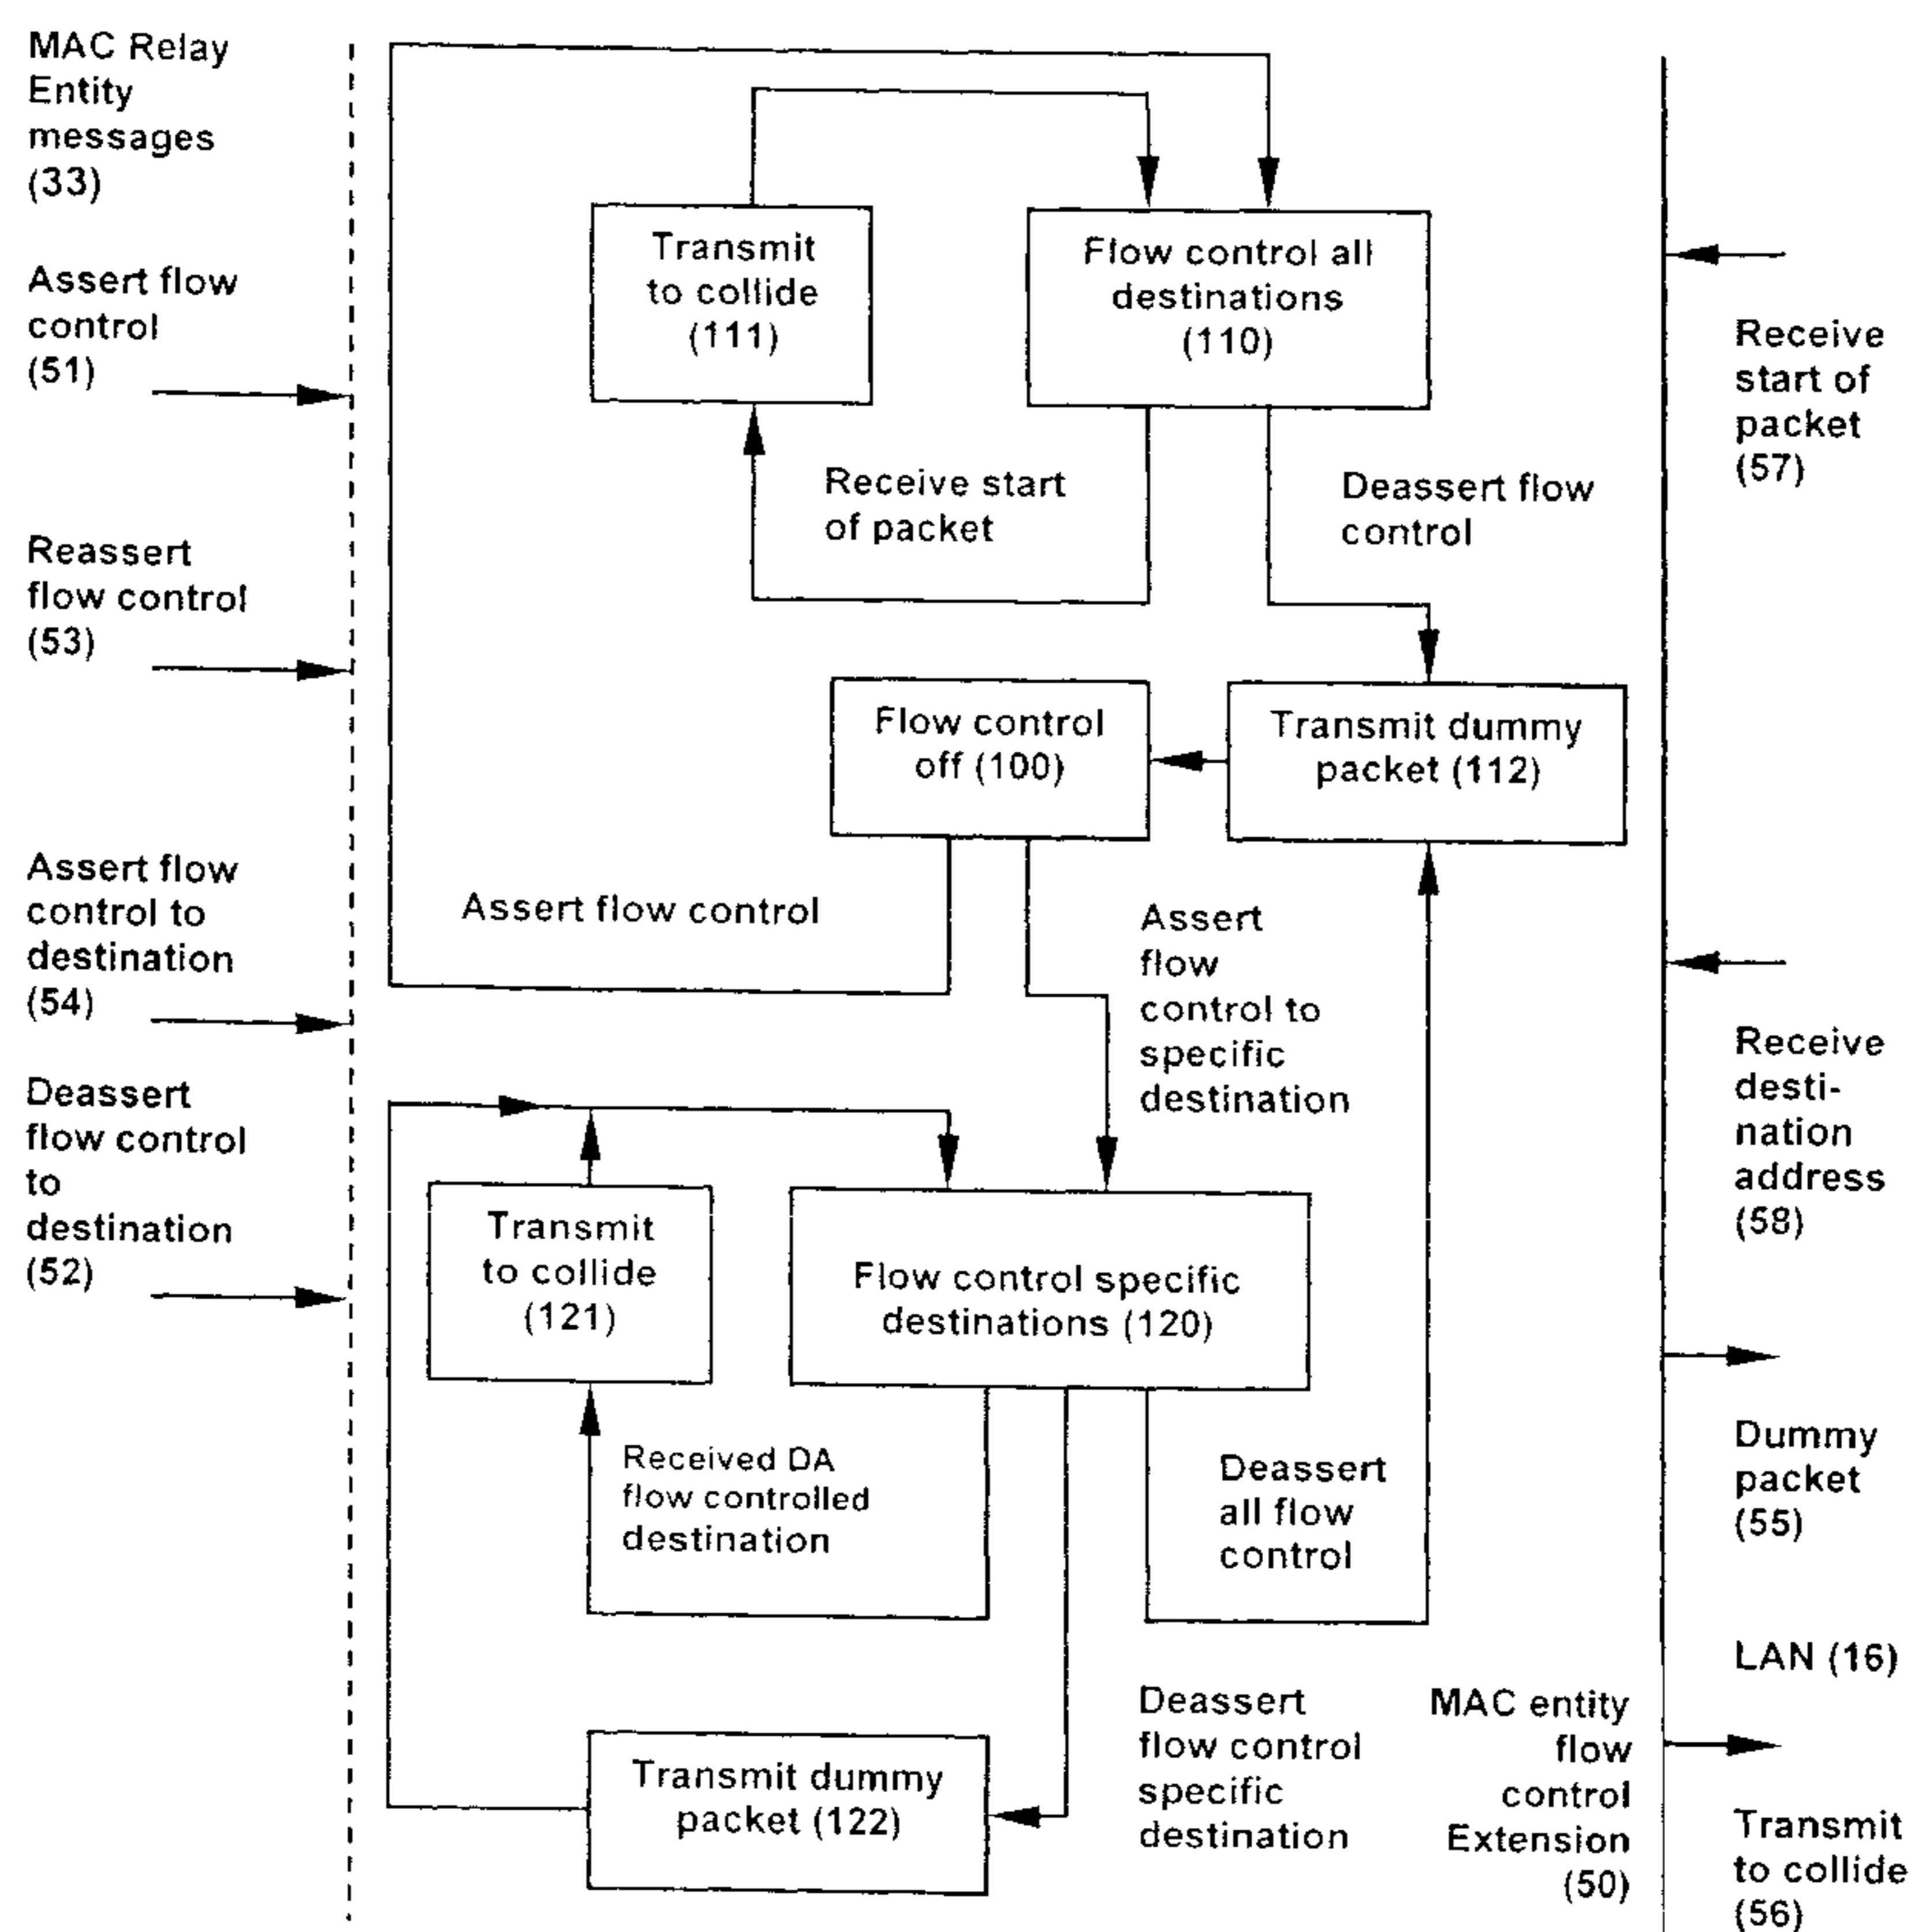 MAC Relay
Entity
messages
(33)
Assert flow
control
(51)
Reassert
flow control
(53)
Assert flow
control to
destination
(54)
Deassert
flow control
to
destination
(52)
Transmit
to collide
(111)
Flow control all
destinations
(110)
Receive start
of packet
Deassert flow
control
Flow control
off (100)
Transmit dummy
packet (112)
Assert flow control
Assert
flow
control to
specific
destination
Transmit
to collide
(121)
Flow control specific
destinations (120)
Received DA
flow controlled
destination
Deassert
all flow
control
Transmit dummy
packet (122)
Deassert
flow control
specific
destination
MAC entity
flow
control
Extension
(50)
Receive
start of
packet
(57)
Receive
desti-
nation
address
(58)
Dummy
packet
(55)
LAN (16)
Transmit
to collide
(56)